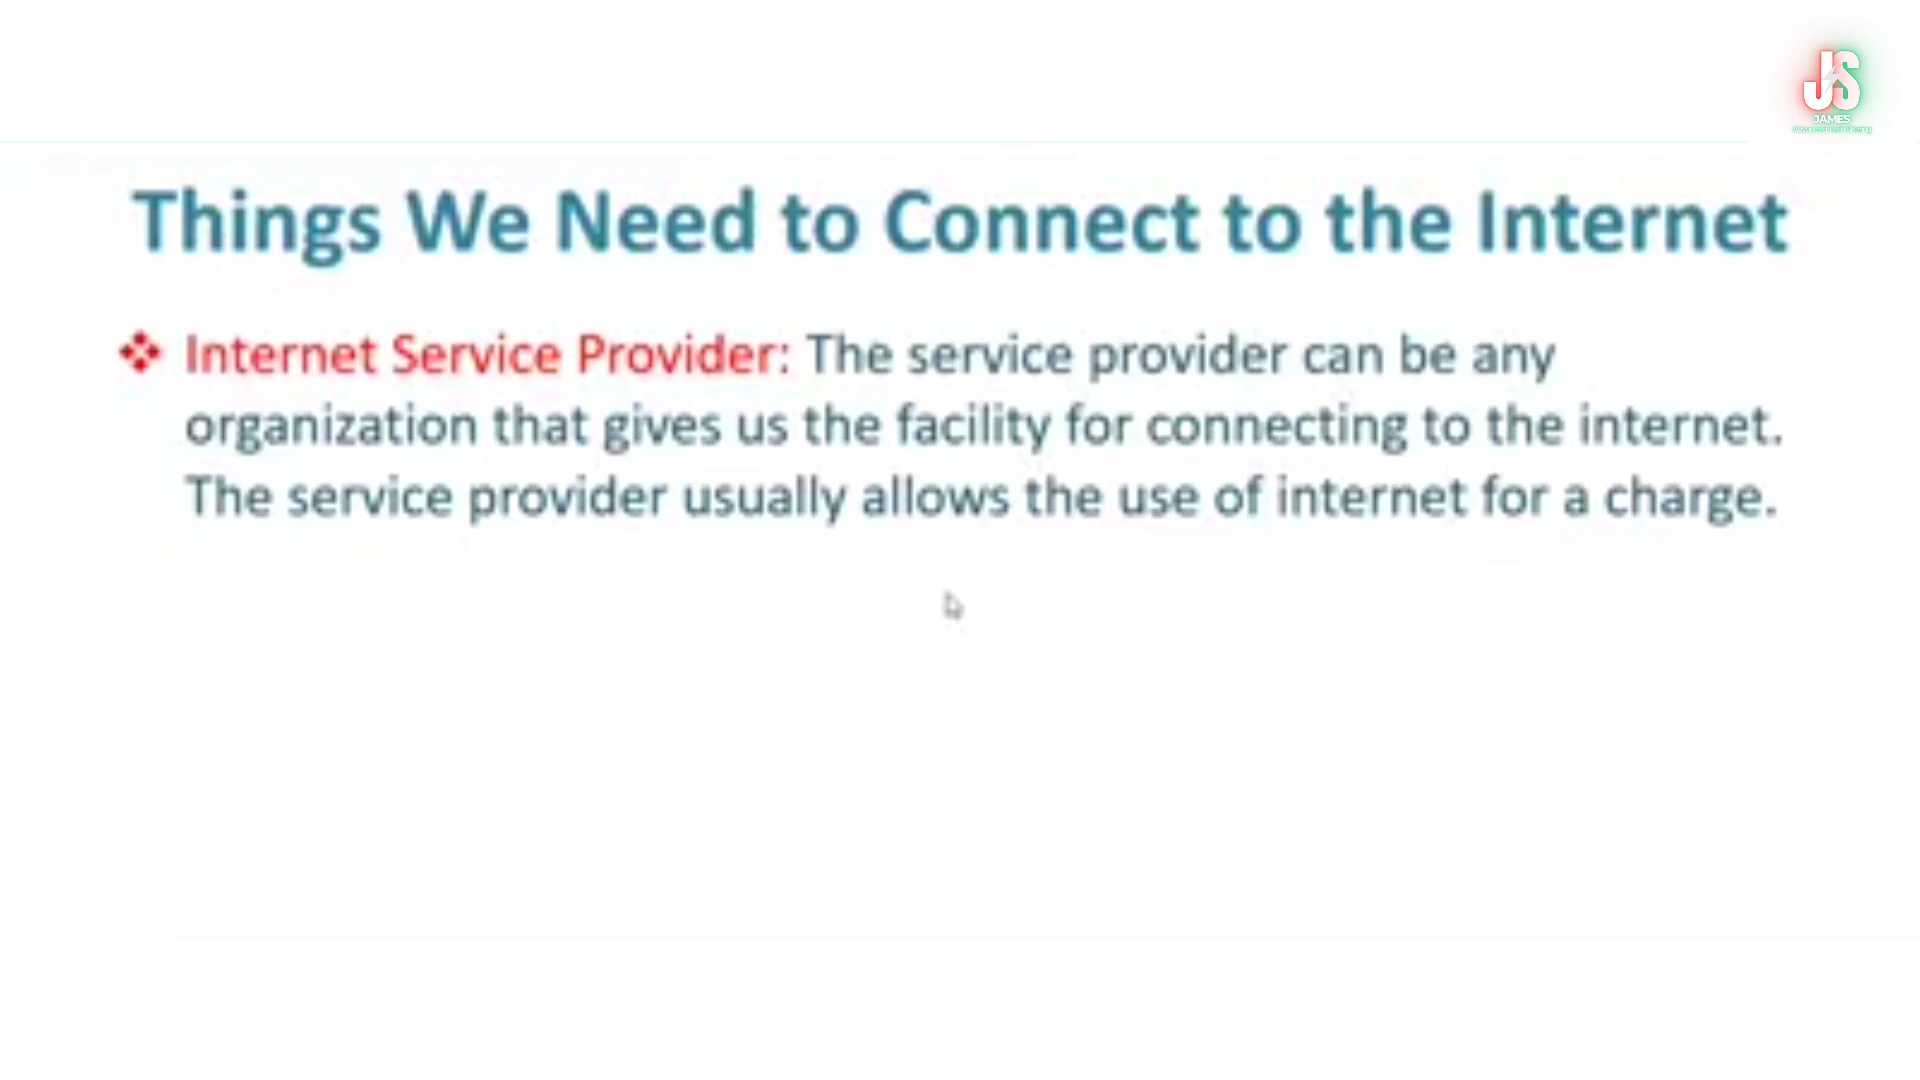 JS
JAMES
Things We Need to Connect to the Internet
❖ Internet Service Provider: The service provider can be any
organization that gives us the facility for connecting to the internet.
The service provider usually allows the use of internet for a charge.